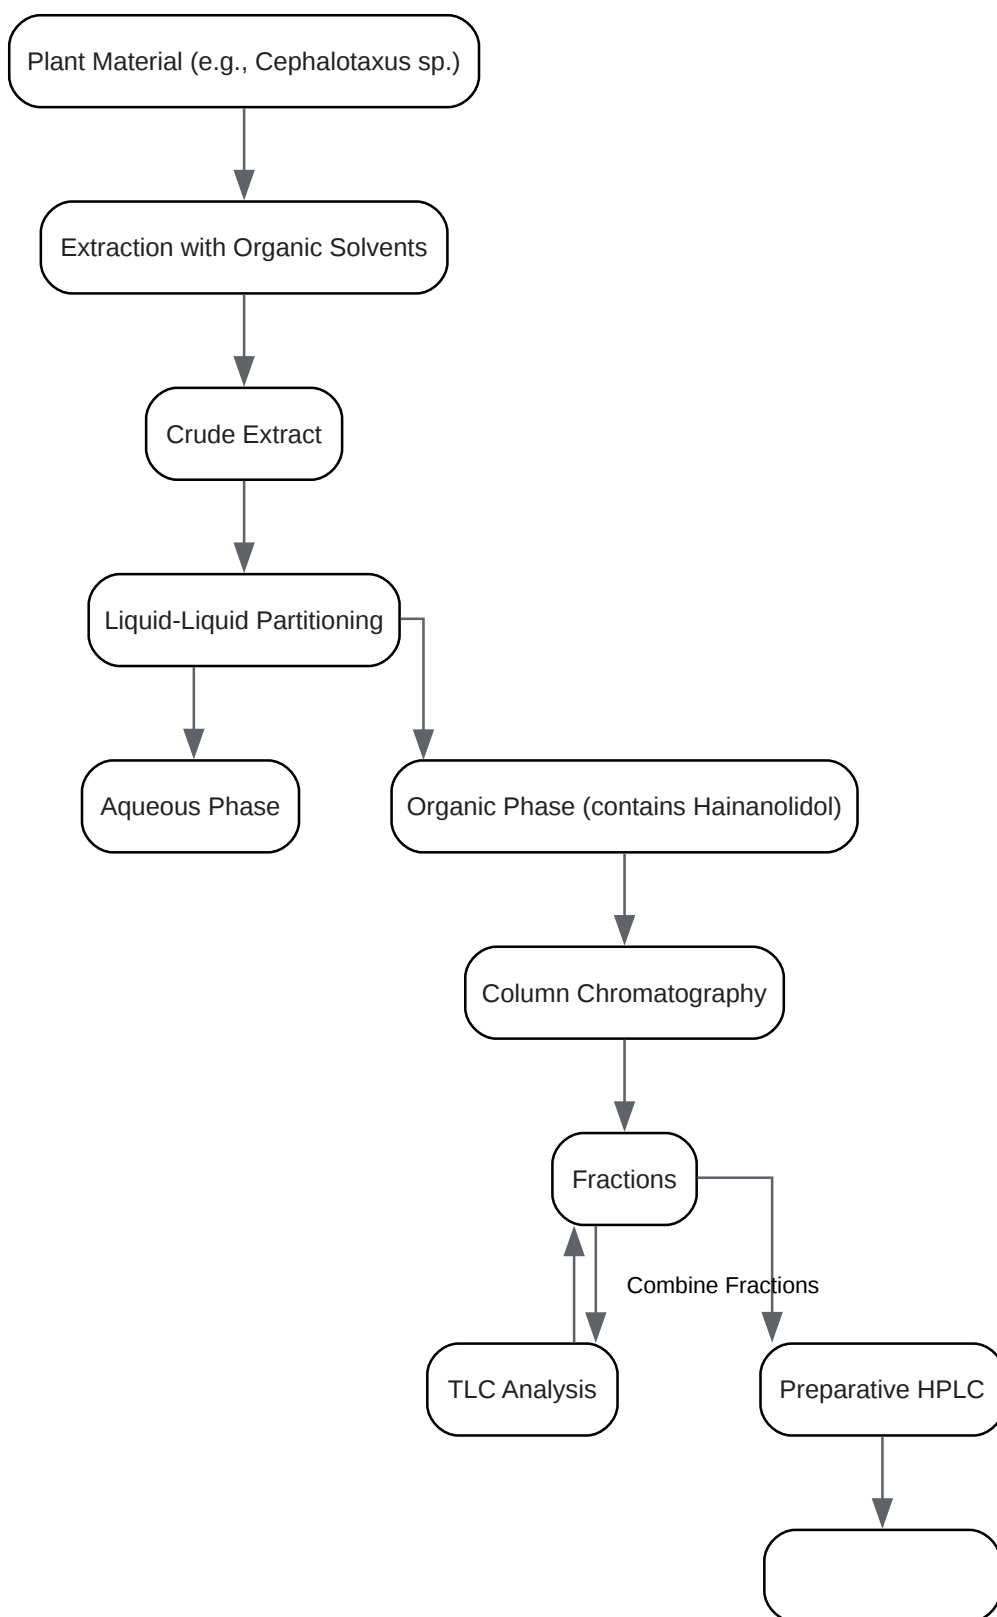 Plant Material (e.g., Cephalotaxus sp.)
Extraction with Organic Solvents
Crude Extract
Liquid-Liquid Partitioning
Aqueous Phase
Organic Phase (contains Hainanolidol)
Column Chromatography
Fractions
Combine Fractions
TLC Analysis
Preparative HPLC